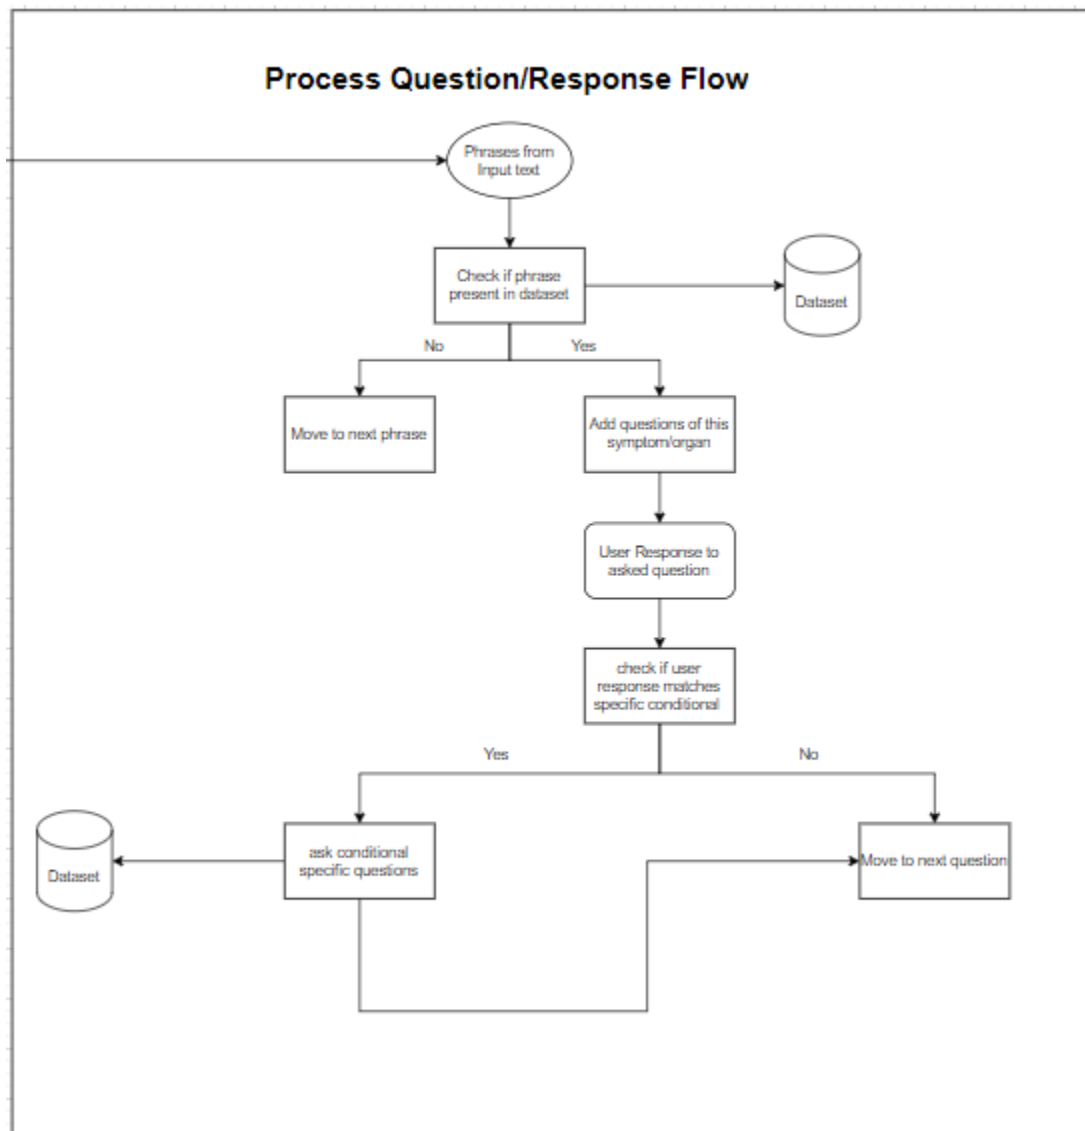 Process Question/Response Flow
Phrases from
Input text
Check if phrase
present in dataset
Dataset
No
Yes
Move to next phrase
Add questions of this
symptom/organ
User Response to
asked question
check if user
response matches
specific conditional
Yes
No
Dataset
ask conditional
specific questions
Move to next question